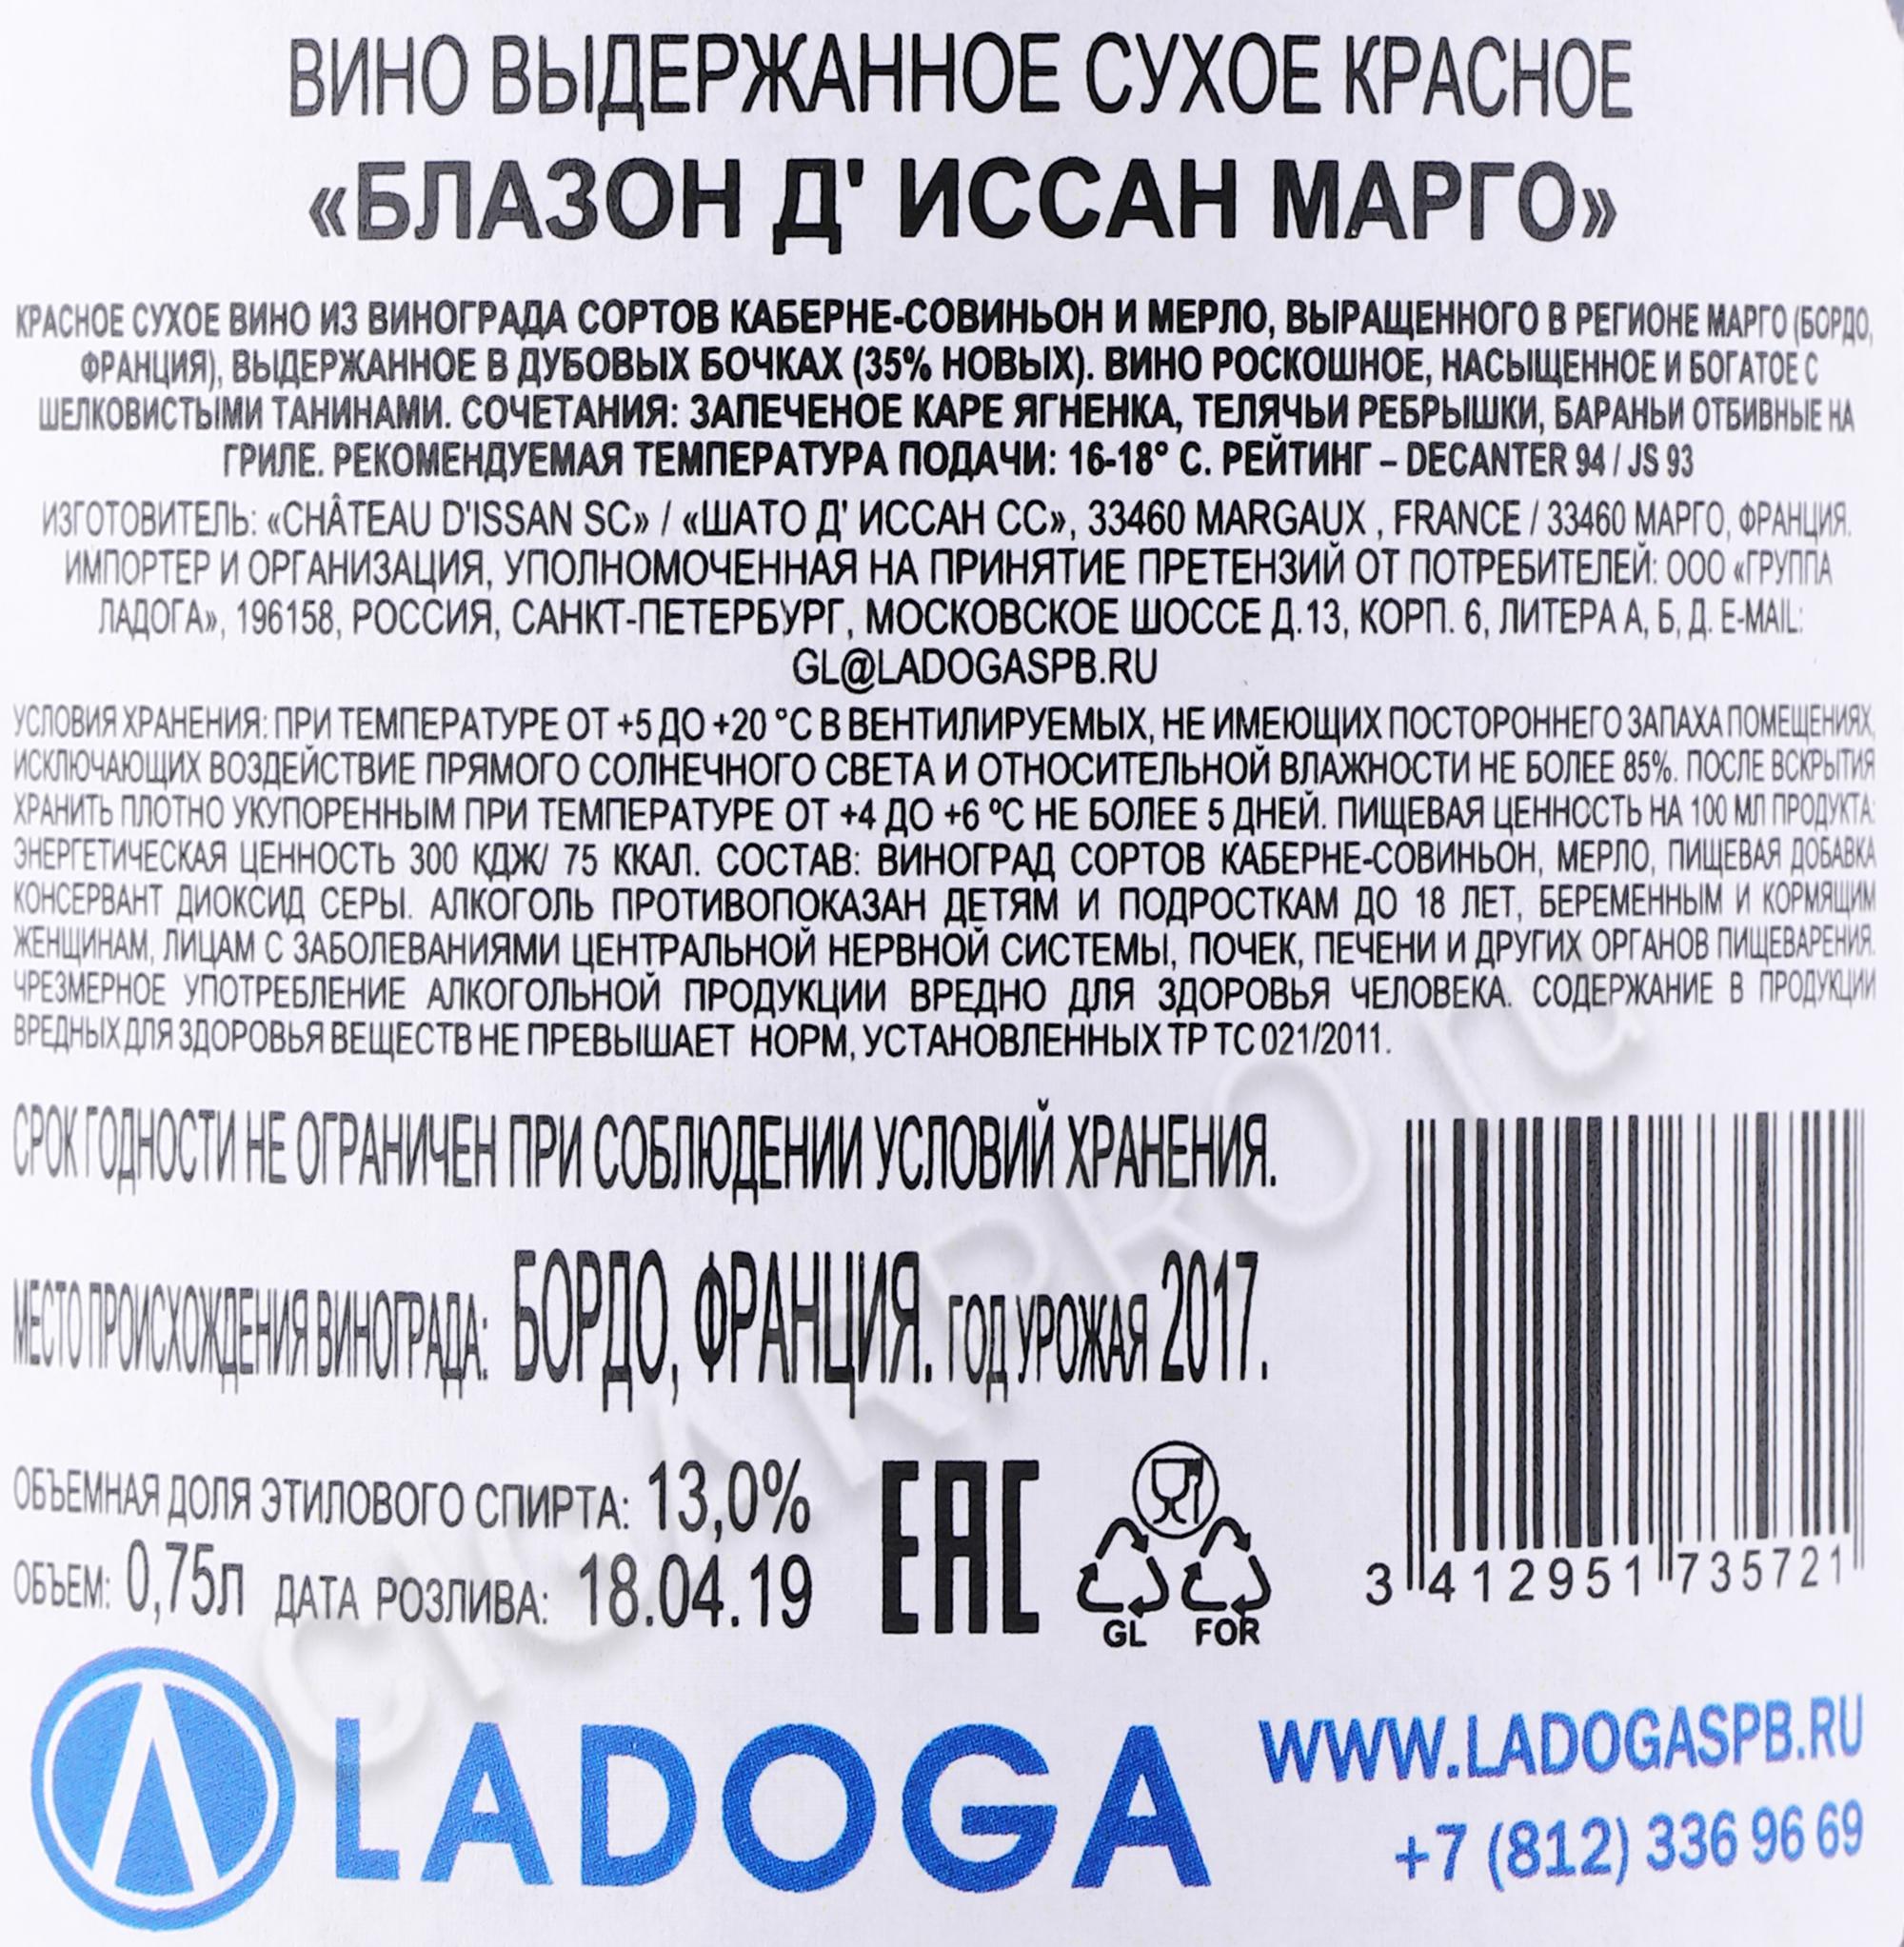 ВИНО ВЫДЕРЖАННОЕ СУХОЕ КРАСНОЕ
«БЛАЗОН Д' ИССАН МАРГО»
КРАСНОЕ СУХОЕ ВИНО ИЗ ВИНОГРАДА СОРТОВ КАБЕРНЕ-СОВИНЬОН И МЕРЛО, ВЫРАЩЕННОГО В РЕГИОНЕ МАРГО (БОРДО,
ФРАНЦИЯ), ВЫДЕРЖАННОЕ В ДУБОВЫХ БОЧКАХ (35% НОВЫХ). ВИНО РОСКОШНОЕ, НАСЫЩЕННОЕ И БОГАТОЕ С
ШЕЛКОВИСТЫМИ ТАНИНАМИ. СОЧЕТАНИЯ: ЗАПЕЧЕНОЕ КАРЕ ЯГНЕНКА, ТЕЛЯЧЬИ РЕБРЫШКИ, БАРАНЬИ ОТБИВНЫЕ НА
ГРИЛЕ. РЕКОМЕНДУЕМАЯ ТЕМПЕРАТУРА ПОДАЧИ: 16-18° С. РЕЙТИНГ – DECANTER 94 / JS 93
ИЗГОТОВИТЕЛЬ: «CHÂTEAU D'ISSAN SC» / «ШАТО Д' ИССАН СС», 33460 MARGAUX , FRANCE / 33460 МАРГО, ФРАНЦИЯ.
ИМПОРТЕР И ОРГАНИЗАЦИЯ, УПОЛНОМОЧЕННАЯ НА ПРИНЯТИЕ ПРЕТЕНЗИЙ ОТ ПОТРЕБИТЕЛЕЙ: ООО «ГРУППА
ЛАДОГА», 196158, РОССИЯ, САНКТ-ПЕТЕРБУРГ, МОСКОВСКОЕ ШОССЕ Д.13, КОРП. 6, ЛИТЕРА А, Б, Д. E-MAIL:
GL@LADOGASPB.RU
УСЛОВИЯ ХРАНЕНИЯ: ПРИ ТЕМПЕРАТУРЕ ОТ +5 ДО +20 °С В ВЕНТИЛИРУЕМЫХ, НЕ ИМЕЮЩИХ ПОСТОРОННЕГО ЗАПАХА ПОМЕЩЕНИЯХ,
ИСКЛЮЧАЮЩИХ ВОЗДЕЙСТВИЕ ПРЯМОГО СОЛНЕЧНОГО СВЕТА И ОТНОСИТЕЛЬНОЙ ВЛАЖНОСТИ НЕ БОЛЕЕ 85%. ПОСЛЕ ВСКРЫТИЯ
ХРАНИТЬ ПЛОТНО УКУПОРЕННЫМ ПРИ ТЕМПЕРАТУРЕ ОТ +4 ДО +6 ºС НЕ БОЛЕЕ 5 ДНЕЙ. ПИЩЕВАЯ ЦЕННОСТЬ НА 100 МЛ ПРОДУКТА:
ЭНЕРГЕТИЧЕСКАЯ ЦЕННОСТЬ 300 КДЖ/ 75 ККАЛ. СОСТАВ: ВИНОГРАД СОРТОВ КАБЕРНЕ-СОВИНЬОН, МЕРЛО, ПИЩЕВАЯ ДОБАВКА
КОНСЕРВАНТ ДИОКСИД СЕРЫ. АЛКОГОЛЬ ПРОТИВОПОКАЗАН ДЕТЯМ И ПОДРОСТКАМ ДО 18 ЛЕТ, БЕРЕМЕННЫМ И КОРМЯЩИМ
ЖЕНЩИНАМ, ЛИЦАМ С ЗАБОЛЕВАНИЯМИ ЦЕНТРАЛЬНОЙ НЕРВНОЙ СИСТЕМЫ, ПОЧЕК, ПЕЧЕНИ И ДРУГИХ ОРГАНОВ ПИЩЕВАРЕНИЯ.
ЧРЕЗМЕРНОЕ УПОТРЕБЛЕНИЕ АЛКОГОЛЬНОЙ ПРОДУКЦИИ ВРЕДНО ДЛЯ ЗДОРОВЬЯ ЧЕЛОВЕКА. СОДЕРЖАНИЕ В ПРОДУКЦИИ
ВРЕДНЫХ ДЛЯ ЗДОРОВЬЯ ВЕЩЕСТВ НЕ ПРЕВЫШАЕТ НОРМ, УСТАНОВЛЕННЫХ ТР ТС 021/2011.
СРОК ГОДНОСТИ НЕ ОГРАНИЧЕН ПРИ СОБЛЮДЕНИИ УСЛОВИЙ ХРАНЕНИЯ.
МЕСТО ПРОИСХОЖДЕНИЯ ВИНОГРАДА: БОРДО, ФРАНЦИЯ. ГОД УРОЖАЯ 2017.
ОБЪЕМНАЯ ДОЛЯ ЭТИЛОВОГО СПИРТА: 13,0%
ОБЪЕМ: 0,75л ДАТА РОЗЛИВА: 18.04.19
EAC
GL FOR
3 412951 735721
LADOGA
WWW.LADOGASPB.RU
+7 (812) 336 96 69
CIGARPRO.ru